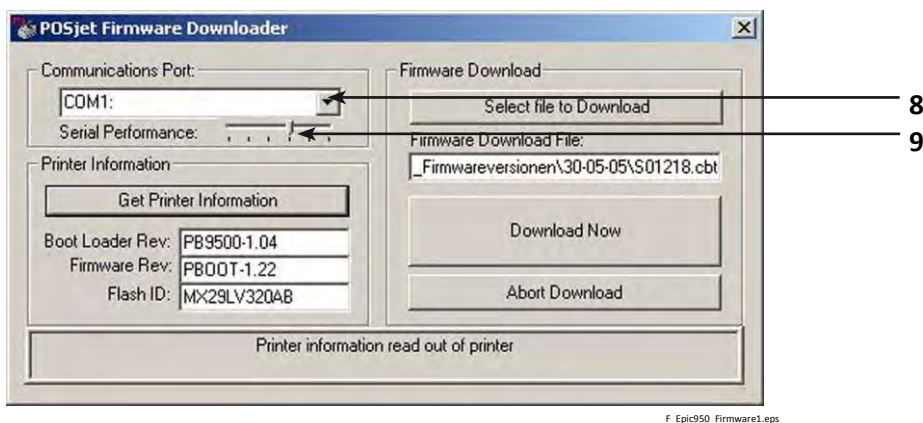 POSjet Firmware Downloader
Communications Port:
COM1:
Serial Performance:
Printer Information
Get Printer Information
Boot Loader Rev: PB9500-1.04
Firmware Rev: PBOOT-1.22
Flash ID: MX29LV320AB
Firmware Download
Select file to Download
Firmware Download File:
_Firmwareversionen\30-05-05\S01218.cbt
Download Now
Abort Download
Printer information read out of printer
8
9
F_Epic950_Firmware1.eps